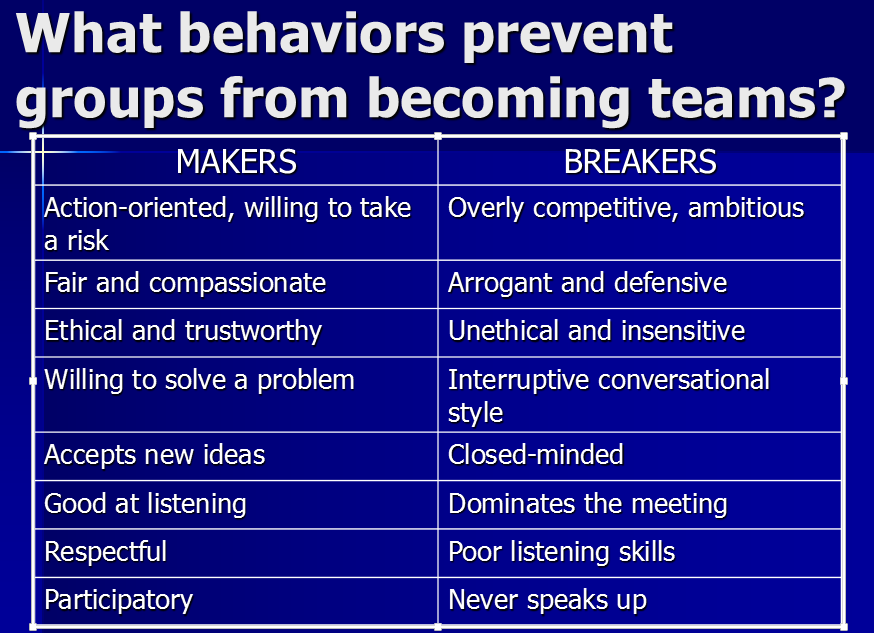 What behaviors prevent
groups from becoming teams?
MAKERS
BREAKERS
Action-oriented, willing to take
a risk
Overly competitive, ambitious
Fair and compassionate
Arrogant and defensive
Ethical and trustworthy
Unethical and insensitive
Willing to solve a problem
Interruptive conversational
style
Accepts new ideas
Closed-minded
Good at listening
Dominates the meeting
Respectful
Poor listening skills
Participatory
Never speaks up